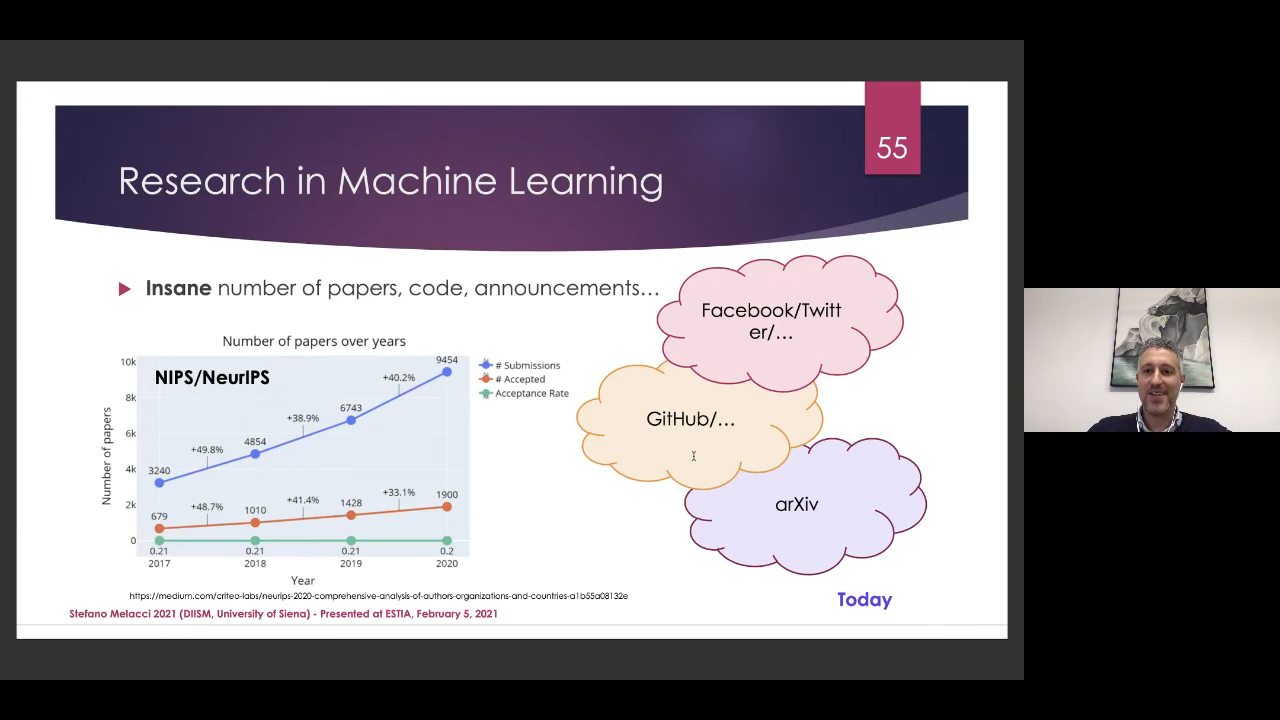 55
Research in Machine Learning
Insane number of papers, code, announcements…
Facebook/Twitt
er/…
GitHub/…
arXiv
Number of papers over years
NIPS/NeurIPS
# Submissions
# Accepted
Acceptance Rate
Number of papers
10k
8k
6k
4k
2k
0
3240
+49.8%
4854
+38.9%
6743
+40.2%
9454
679
+48.7%
1010
+41.4%
1428
+33.1%
1900
0.21
0.21
0.21
0.2
2017
2018
2019
2020
Year
https://medium.com/criteo-labs/neurips-2020-comprehensive-analysis-of-authors-organizations-and-countries-a1b55a08132e
Stefano Melacci 2021 (DIISM, University of Siena) - Presented at ESTIA, February 5, 2021
Today